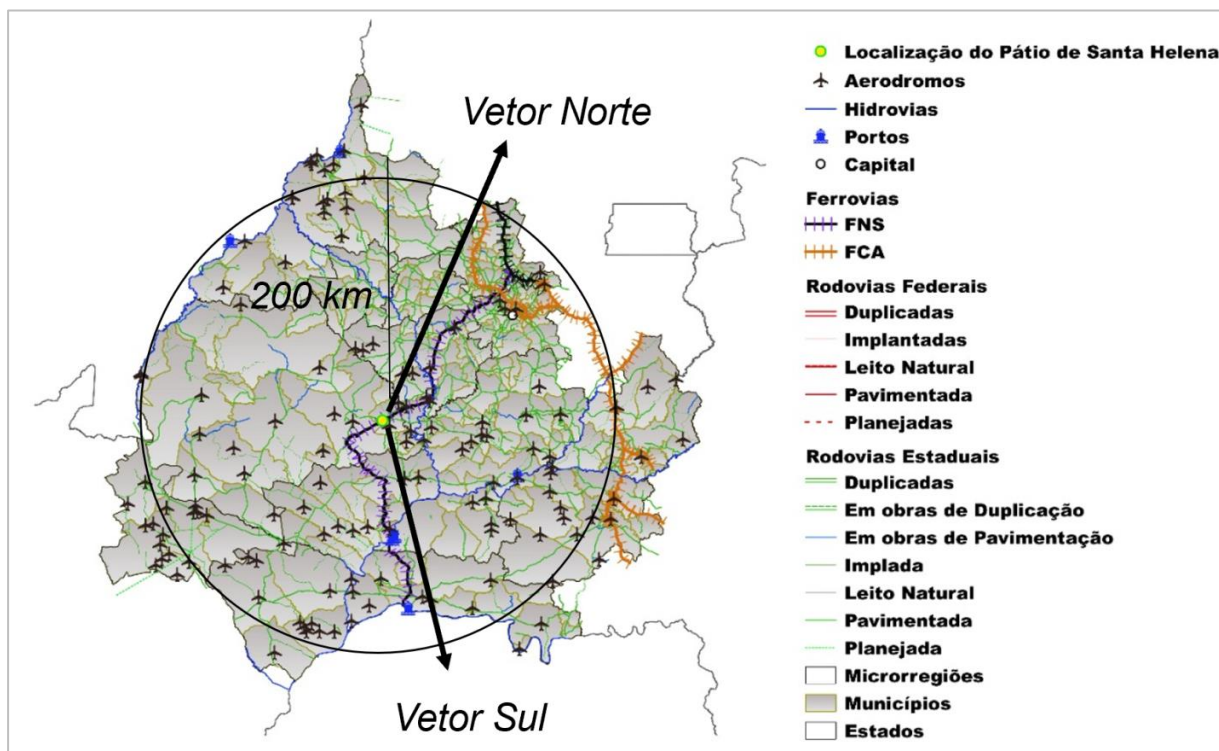 Vetor Norte
200 km
Vetor Sul
Localização do Pátio de Santa Helena
Aerodromos
Hidrovias
Portos
Capital
Ferrovias
FNS
FCA
Rodovias Federais
Duplicadas
Implantadas
Leito Natural
Pavimentada
Planejadas
Rodovias Estaduais
Duplicadas
Em obras de Duplicação
Em obras de Pavimentação
Implada
Leito Natural
Pavimentada
Planejada
Microrregiões
Municípios
Estados